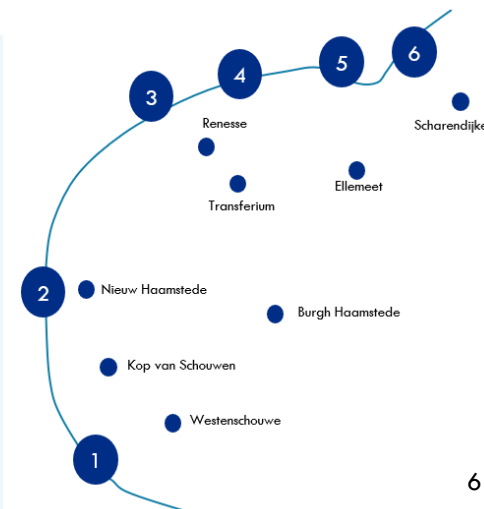 6
5
4
3
Renesse
Scharendijke
Ellemeet
Transferium
2
Nieuw Haamstede
Burgh Haamstede
Kop van Schouwen
Westenschouwe
1
6